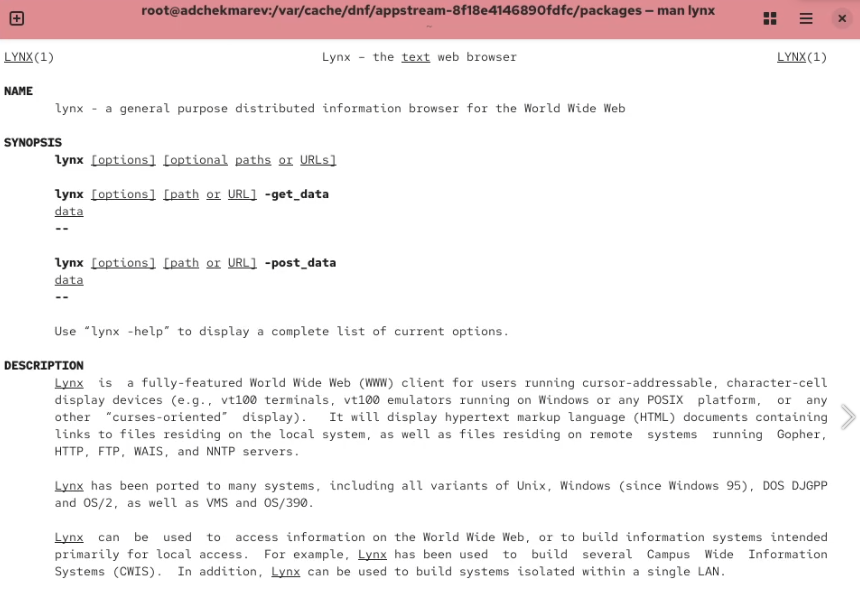 root@adchekmarev:/var/cache/dnf/appstream-8f18e4146890fdfc/packages — man lynx
LYNX(1) Lynx – the text web browser LYNX(1)
NAME
lynx - a general purpose distributed information browser for the World Wide Web
SYNOPSIS
lynx [options] [optional paths or URLs]
lynx [options] [path or URL] -get_data
data
--
lynx [options] [path or URL] -post_data
data
--
Use “lynx -help” to display a complete list of current options.
DESCRIPTION
Lynx is a fully-featured World Wide Web (WWW) client for users running cursor-addressable, character-cell
display devices (e.g., vt100 terminals, vt100 emulators running on Windows or any POSIX platform, or any
other “curses-oriented” display). It will display hypertext markup language (HTML) documents containing
links to files residing on the local system, as well as files residing on remote systems running Gopher,
HTTP, FTP, WAIS, and NNTP servers.
Lynx has been ported to many systems, including all variants of Unix, Windows (since Windows 95), DOS DJGPP
and OS/2, as well as VMS and OS/390.
Lynx can be used to access information on the World Wide Web, or to build information systems intended
primarily for local access. For example, Lynx has been used to build several Campus Wide Information
Systems (CWIS). In addition, Lynx can be used to build systems isolated within a single LAN.